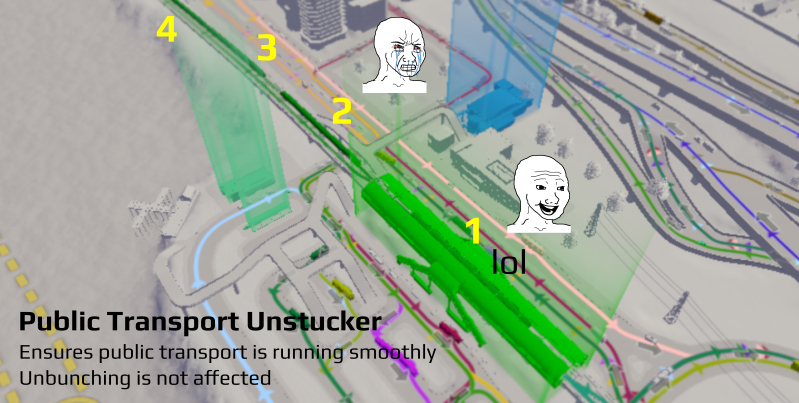 4
3
2
1
lol
Public Transport Unstucker
Ensures public transport is running smoothly
Unbunching is not affected